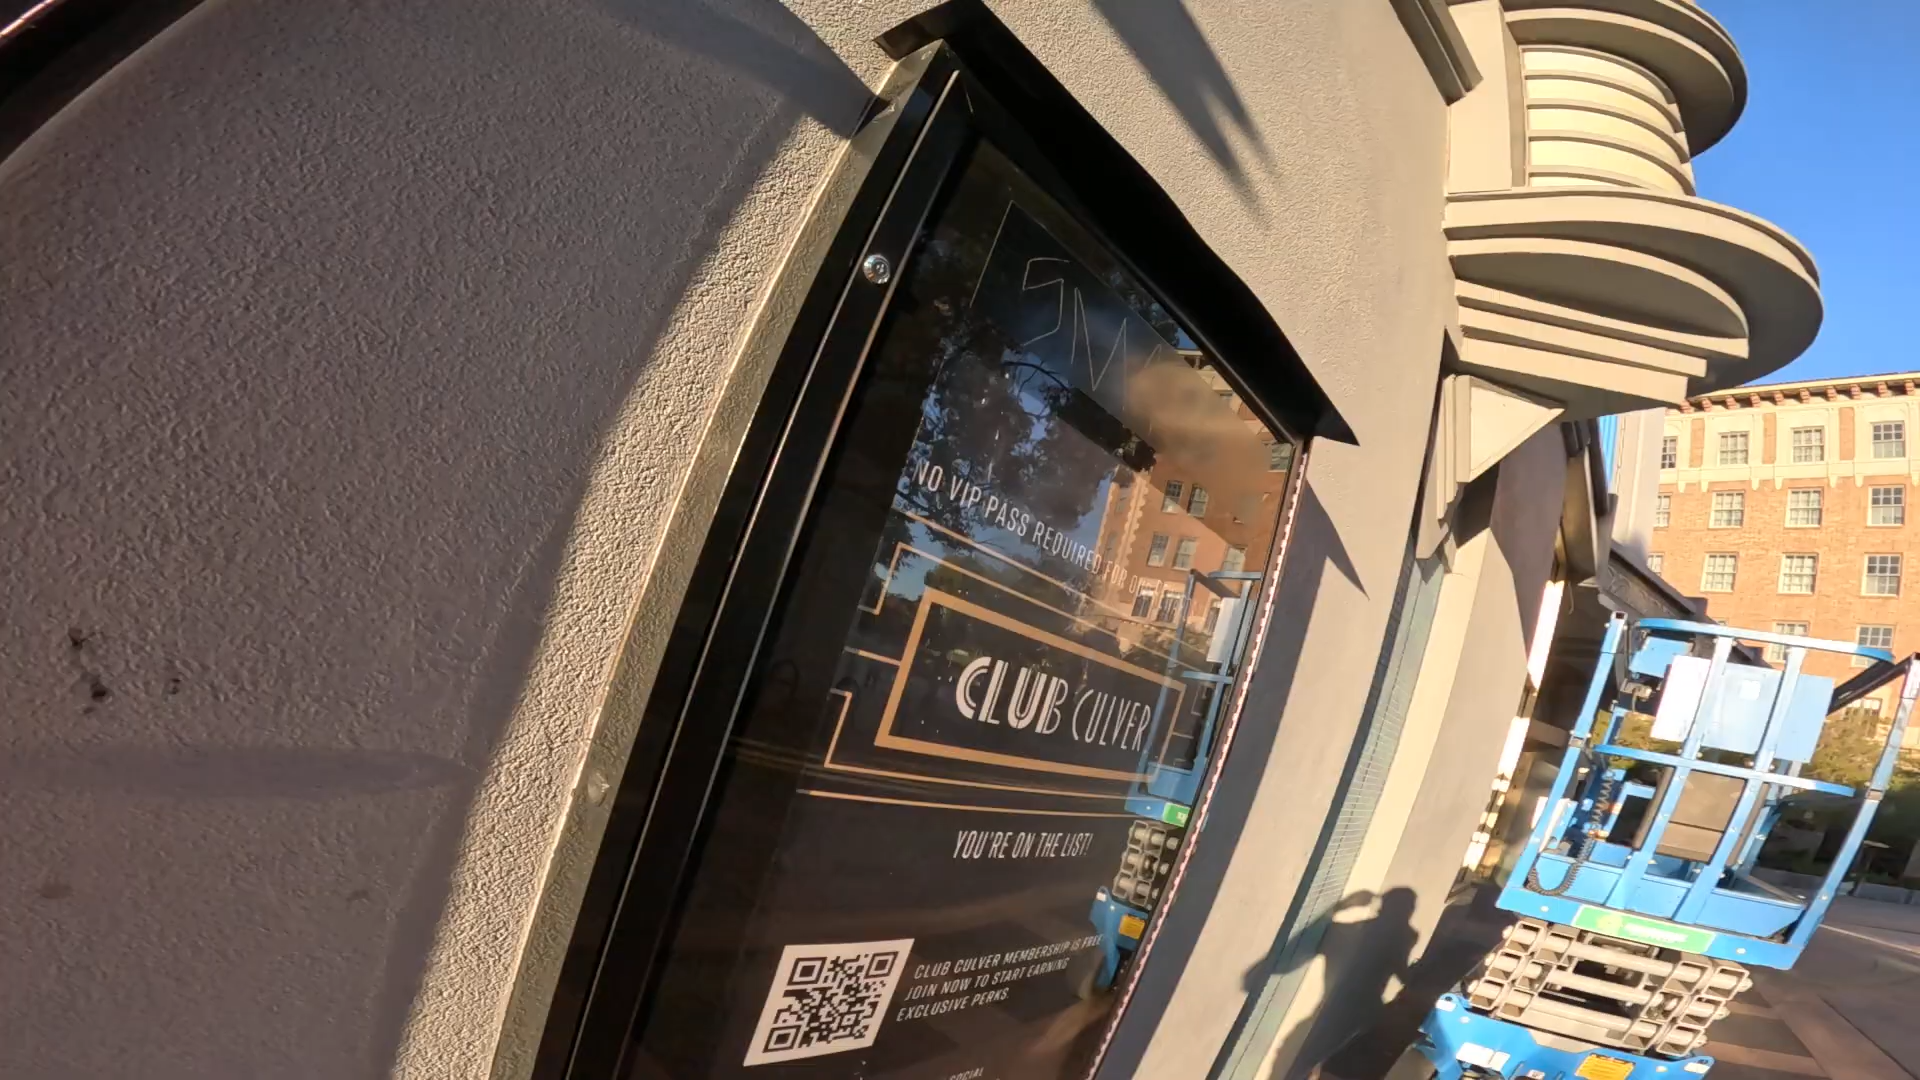 NO VIP PASS REQUIRED FOR
CLUB CULVER
YOU'RE ON THE LIST!
CLUB CULVER MEMBERSHIP IS FREE
JOIN NOW TO START EARNING
EXCLUSIVE PERKS.
SOCIAL